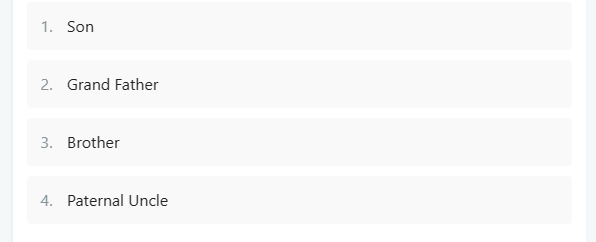 1. Son
2. Grand Father
3. Brother
4. Paternal Uncle